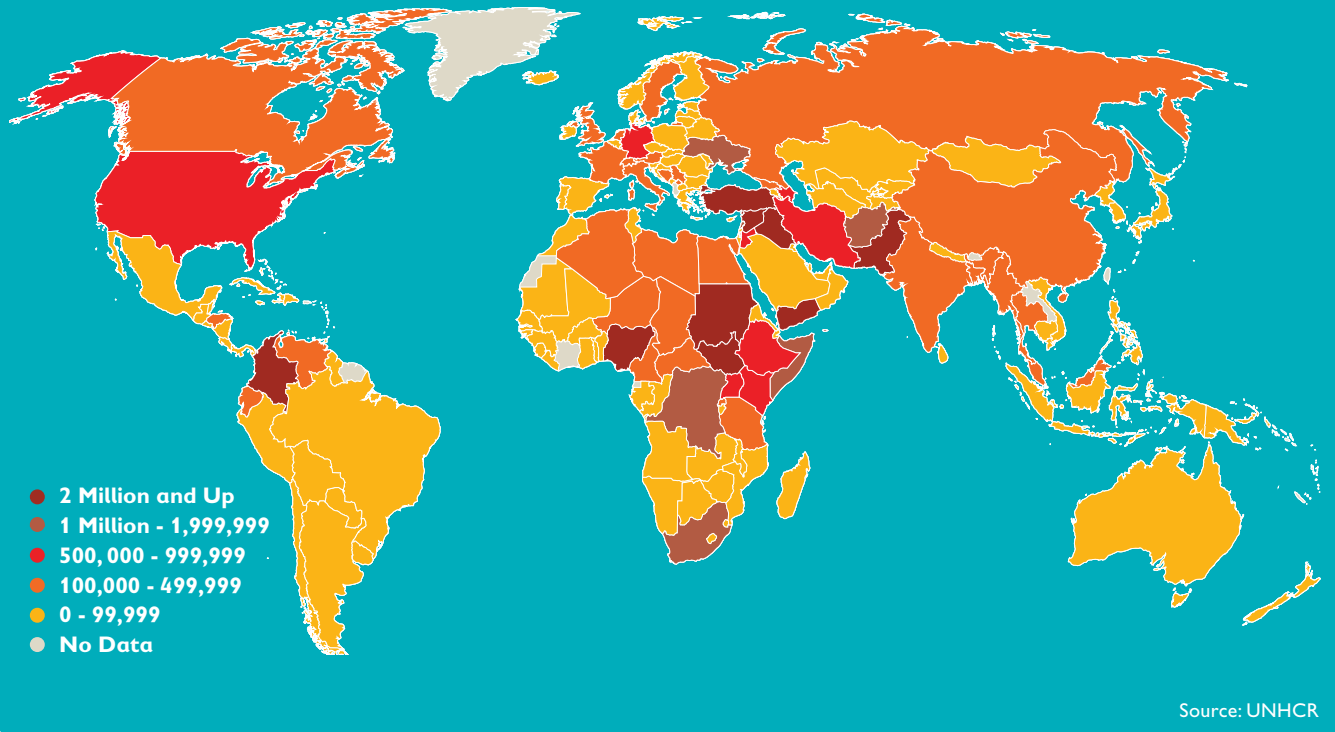 2 Million and Up
1 Million - 1,999,999
500,000 - 999,999
100,000 - 499,999
0 - 99,999
No Data
Source: UNHCR